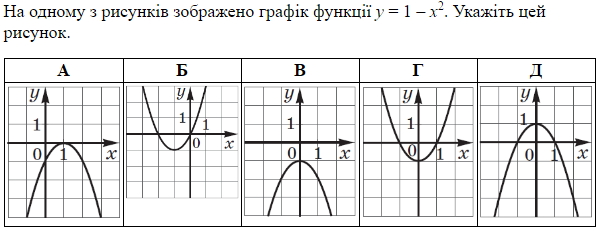 На одному з рисунків зображено графік функції y = 1 – x². Укажіть цей
рисунок.
А Б В Г Д
y 1 0 1 x
y 1 1 0 x
y 1 0 1 x
y 1 0 1 x
y 1 0 1 x